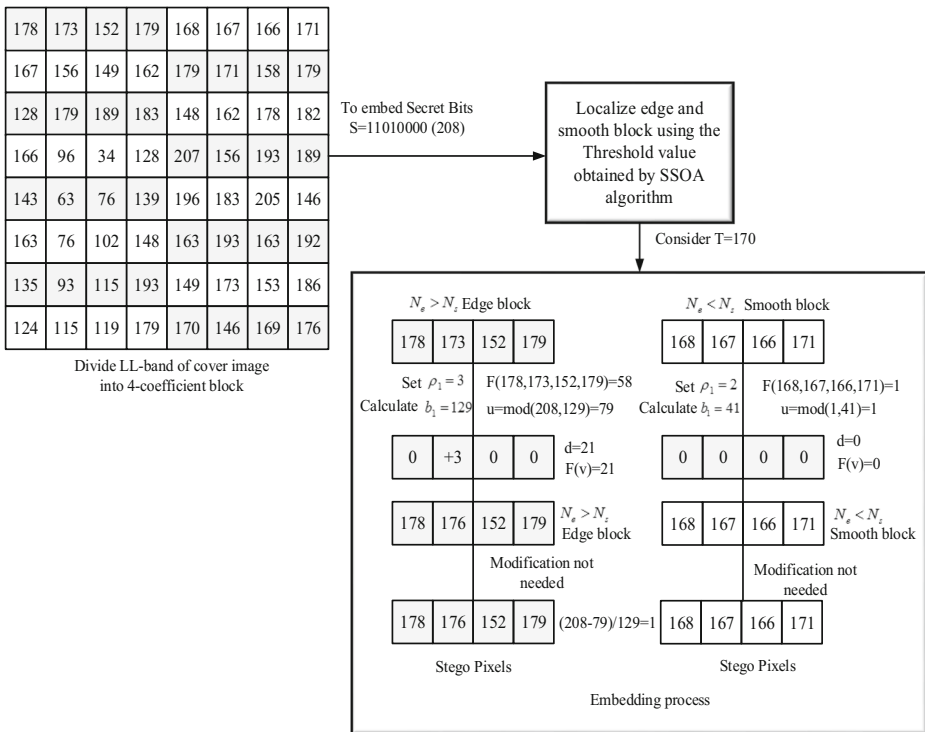 178 173 152 179 168 167 166 171
167 156 149 162 179 171 158 179
128 179 189 183 148 162 178 182
166 96 34 128 207 156 193 189
143 63 76 139 196 183 205 146
163 76 102 148 163 193 163 192
135 93 115 193 149 173 153 186
124 115 119 179 170 146 169 176
Divide LL-band of cover image
into 4-coefficient block
To embed Secret Bits
S=11010000 (208)
Localize edge and
smooth block using the
Threshold value
obtained by SSOA
algorithm
Consider T=170
N_e > N_s Edge block
178 173 152 179
Set ρ_1 = 3
Calculate b_1 = 129
F(178,173,152,179)=58
u=mod(208,129)=79
0 +3 0 0
d=21
F(v)=21
178 176 152 179
N_e > N_s
Edge block
Modification not
needed
178 176 152 179
(208-79)/129=1
Stego Pixels
N_e < N_s Smooth block
168 167 166 171
Set ρ_1 = 2
Calculate b_1 = 41
F(168,167,166,171)=1
u=mod(1,41)=1
0 0 0 0
d=0
F(v)=0
168 167 166 171
N_e < N_s
Smooth block
Modification not
needed
168 167 166 171
Stego Pixels
Embedding process